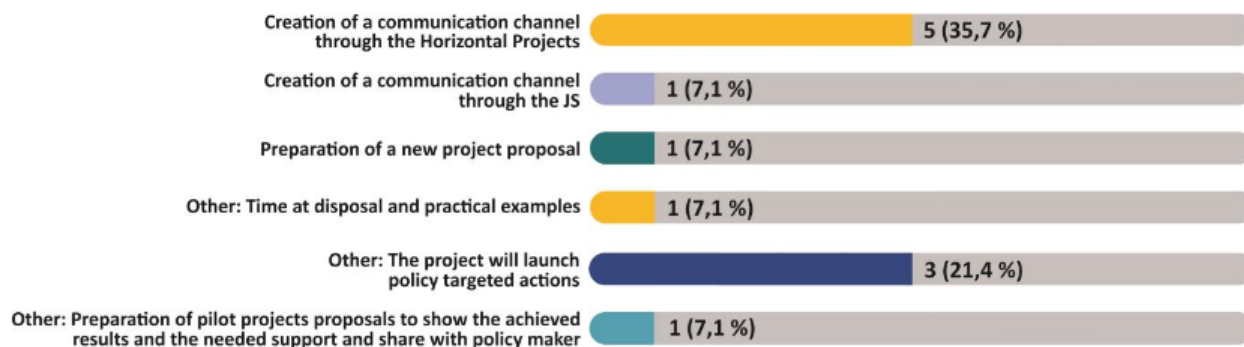 Creation of a communication channel
through the Horizontal Projects
5 (35,7 %)
Creation of a communication channel
through the JS
1 (7,1 %)
Preparation of a new project proposal
1 (7,1 %)
Other: Time at disposal and practical examples
1 (7,1 %)
Other: The project will launch
policy targeted actions
3 (21,4 %)
Other: Preparation of pilot projects proposals to show the achieved
results and the needed support and share with policy maker
1 (7,1 %)